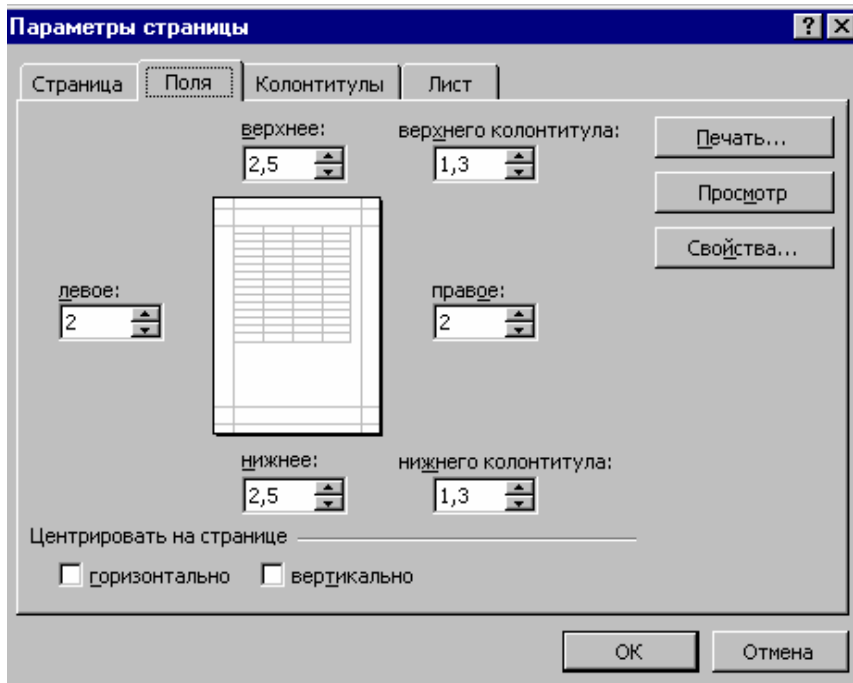 Параметры страницы
Страница Поля Колонтитулы Лист
верхнее: верхнего колонтитула:
2,5 1,3
Печать...
Просмотр
Свойства...
левое: правое:
2 2
нижнее: нижнего колонтитула:
2,5 1,3
Центрировать на странице
горизонтально вертикально
ОК Отмена